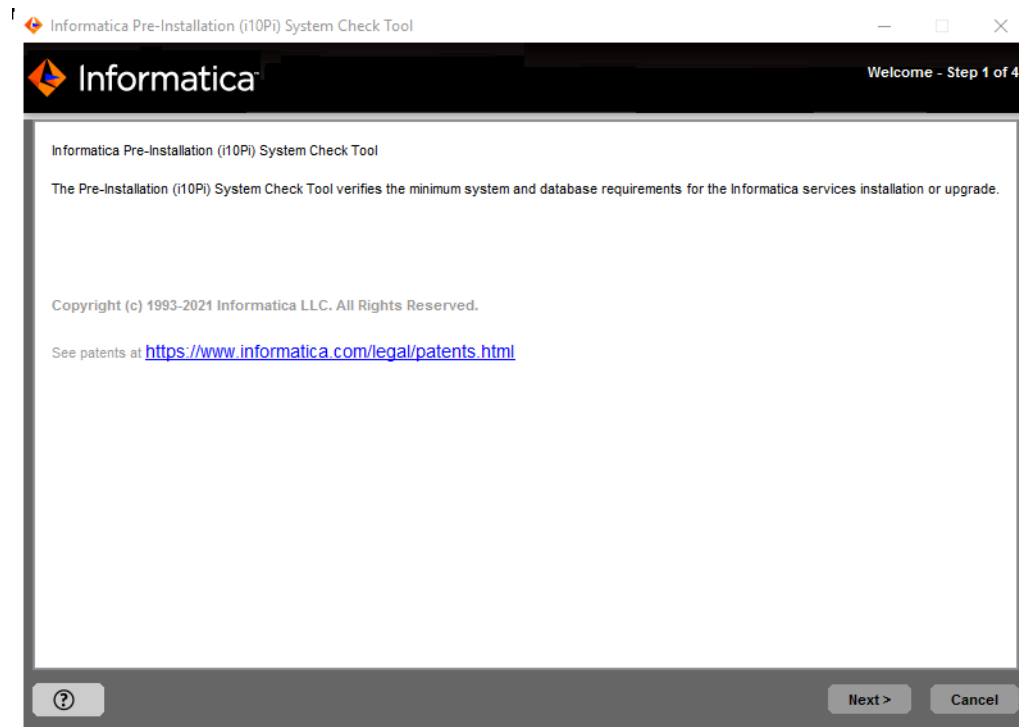 Informatica Pre-Installation (i10Pi) System Check Tool
Informatica
Welcome - Step 1 of 4
Informatica Pre-Installation (i10Pi) System Check Tool
The Pre-Installation (i10Pi) System Check Tool verifies the minimum system and database requirements for the Informatica services installation or upgrade.
Copyright (c) 1993-2021 Informatica LLC. All Rights Reserved.
See patents at https://www.informatica.com/legal/patents.html
?
Next >
Cancel